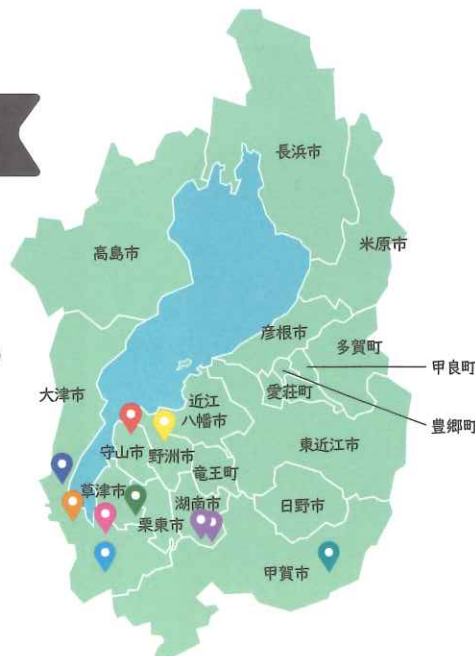 長浜市
高島市
米原市
彦根市
多賀町
甲良町
大津市
愛荘町
近江
八幡市
豊郷町
守山市
野洲市
東近江市
竜王町
草津市
湖南市
日野市
栗東市
甲賀市